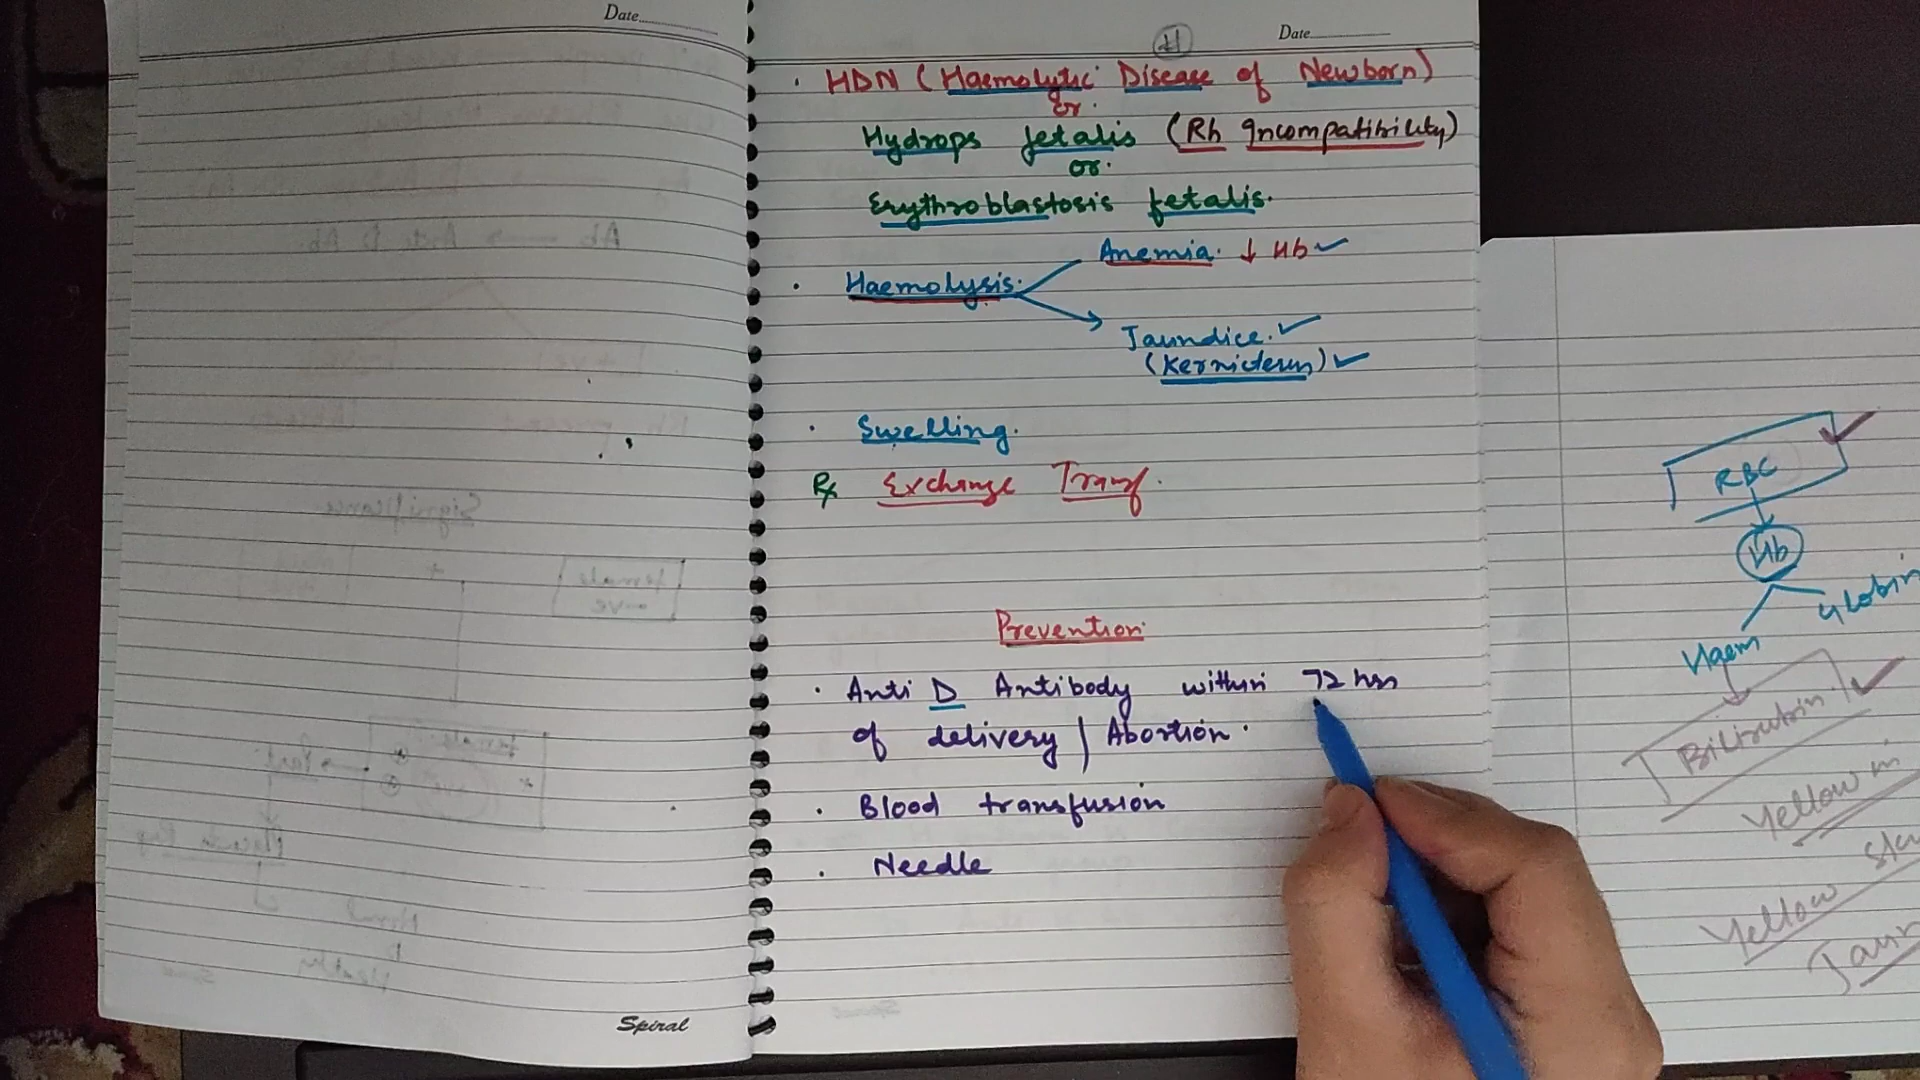 Date
Spiral
Date
H
. HDN (Haemolytic Disease of Newborn)
or.
Hydrops fetalis (Rh Incompatibility)
or.
Erythroblastosis fetalis.
Anemia. ↓ Hb ✓
. Haemolysis.
Jaundice. ✓
(Kernicterus) ✓
. Swelling.
Rx Exchange Transf.
Prevention
. Anti D Antibody within 72 hrs
of delivery / Abortion.
. Blood transfusion
. Needle
RBC
Hb
Haem Globin
Bilirubin
Yellow in
Yellow